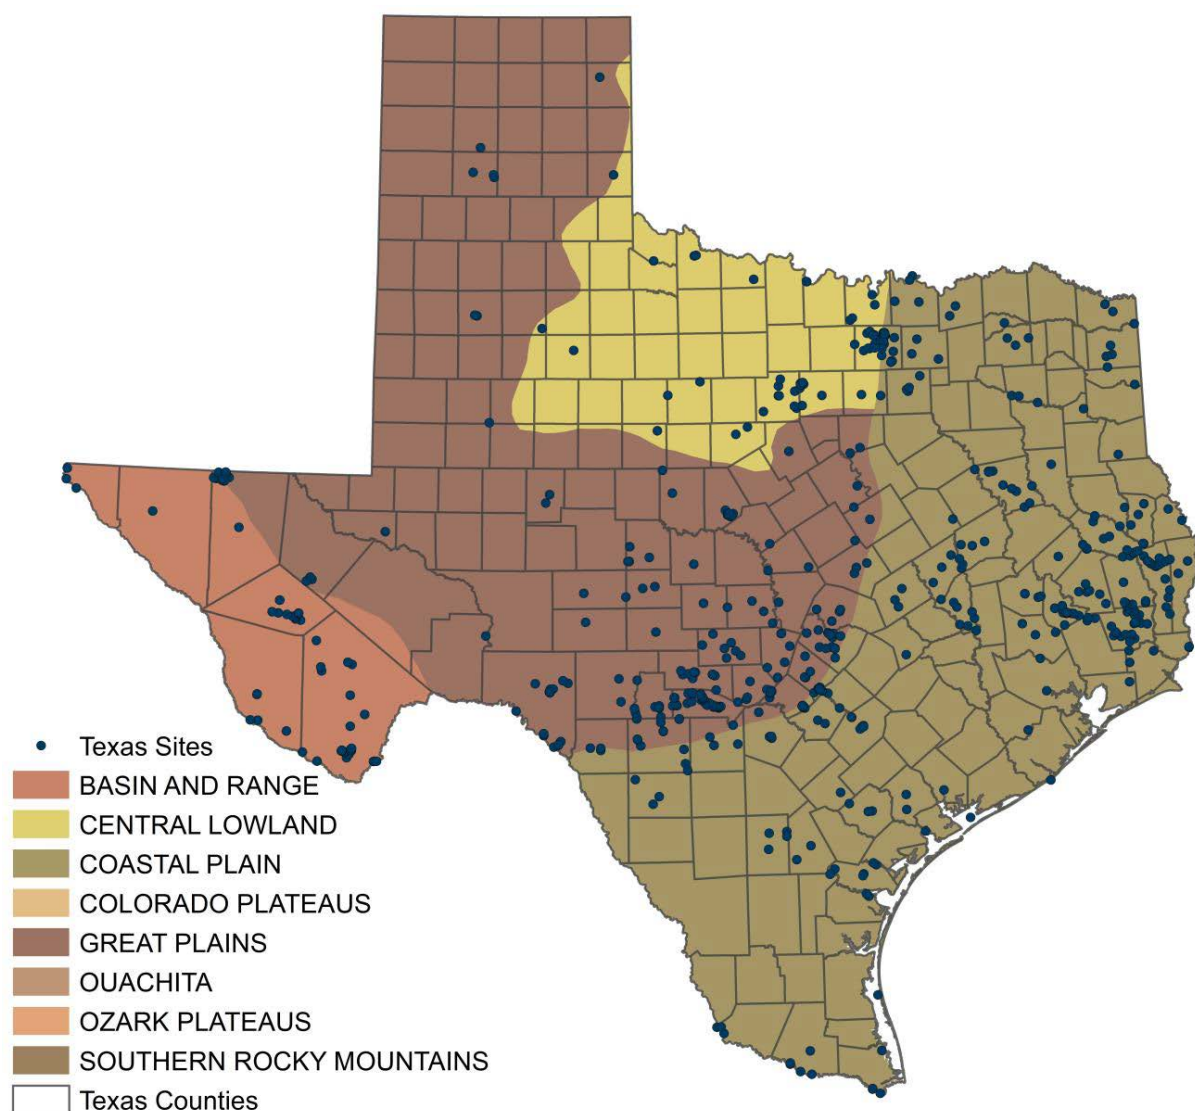 Texas Sites
BASIN AND RANGE
CENTRAL LOWLAND
COASTAL PLAIN
COLORADO PLATEAUS
GREAT PLAINS
OUACHITA
OZARK PLATEAUS
SOUTHERN ROCKY MOUNTAINS
Texas Counties